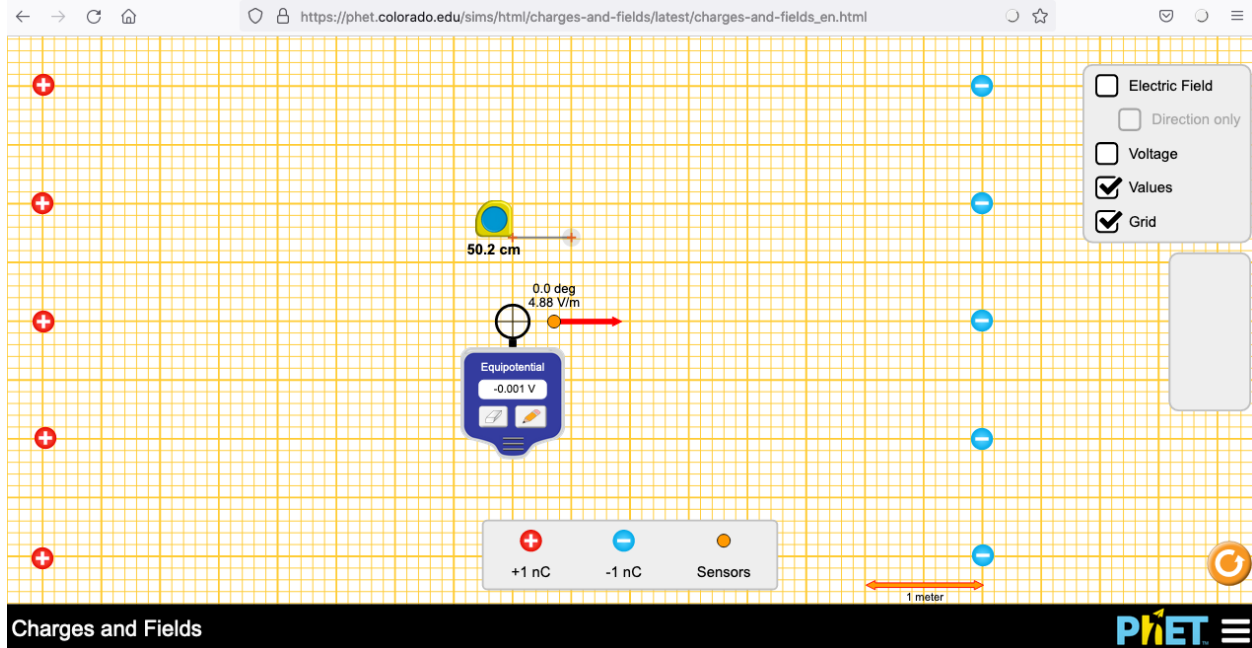 https://phet.colorado.edu/sims/html/charges-and-fields/latest/charges-and-fields_en.html
Electric Field
Direction only
Voltage
Values
Grid
50.2 cm
0.0 deg
4.88 V/m
Equipotential
-0.001 V
+1 nC
-1 nC
Sensors
1 meter
Charges and Fields
PhET